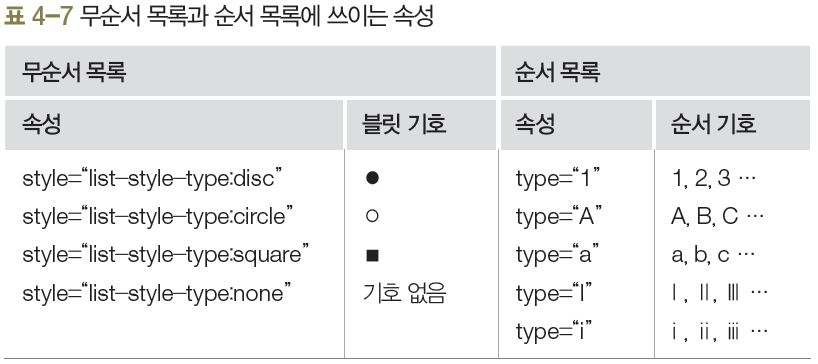 표 4-7 무순서 목록과 순서 목록에 쓰이는 속성
무순서 목록 순서 목록
속성 블릿 기호 속성 순서 기호
style=“list-style-type:disc” ● type=“1” 1, 2, 3 …
style=“list-style-type:circle” ○ type=“A” A, B, C …
style=“list-style-type:square” ■ type=“a” a, b, c …
style=“list-style-type:none” 기호 없음 type=“I” Ⅰ, Ⅱ, Ⅲ …
type=“i” ⅰ, ⅱ, ⅲ …